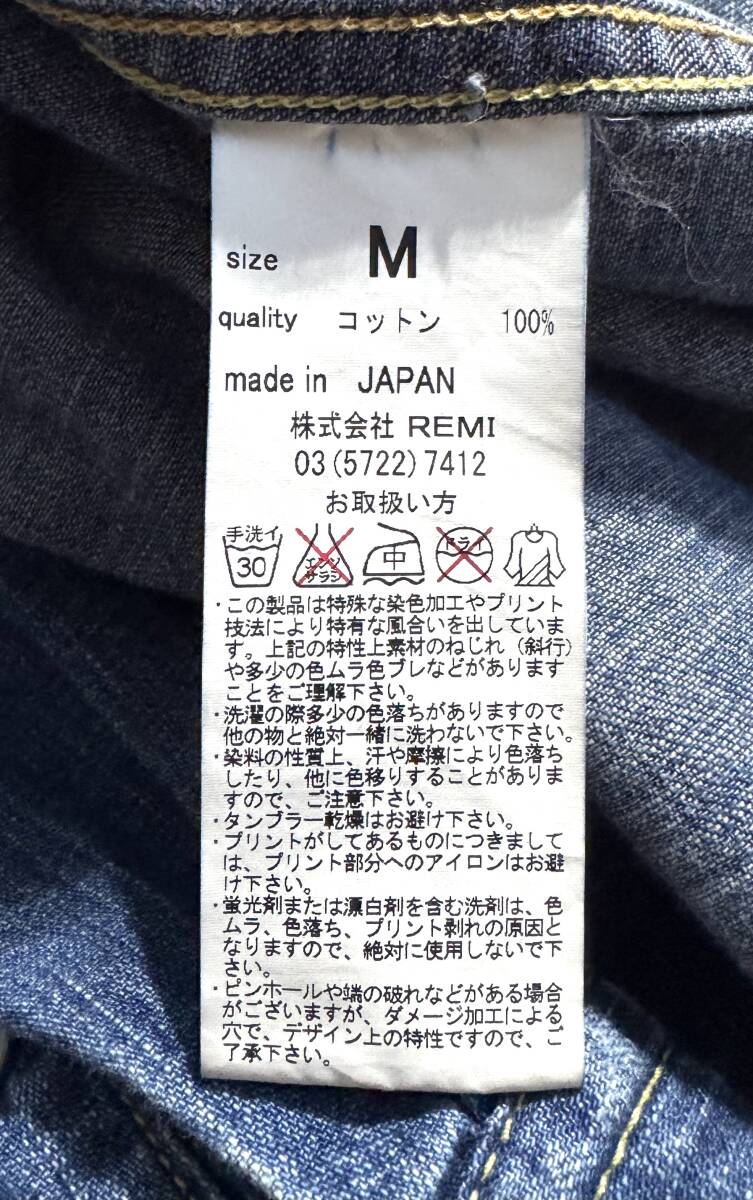 size M
quality コットン 100%
made in JAPAN
株式会社 REMI
03(5722)7412
お取扱い方
手洗イ
30 エンソ サラシ 中 ドライ
・この製品は特殊な染色加工やプリント
技法により特有な風合いを出していま
す。上記の特性上素材のねじれ(斜行)
や多少の色ムラ色ブレなどがあります
ことをご理解下さい。
・洗濯の際多少の色落ちがありますので
他の物と絶対一緒に洗わないで下さい。
・染料の性質上、汗や摩擦により色落ち
したり、他に色移りすることがありま
すので、ご注意下さい。
・タンブラー乾燥はお避け下さい。
・プリントがしてあるものにつきまして
は、プリント部分へのアイロンはお避
け下さい。
・蛍光剤または漂白剤を含む洗剤は、色
ムラ、色落ち、プリント剥れの原因と
なりますので、絶対に使用しないで下
さい。
・ピンホールや端の破れなどがある場合
がございますが、ダメージ加工による
穴で、デザイン上の特性ですので、ご
了承下さい。